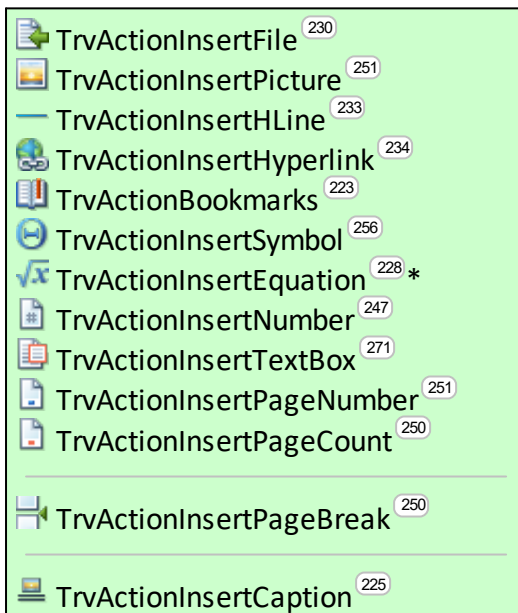 TrvActionInsertFile 230
TrvActionInsertPicture 251
TrvActionInsertHLine 233
TrvActionInsertHyperlink 234
TrvActionBookmarks 223
TrvActionInsertSymbol 256
√x TrvActionInsertEquation 228 *
# TrvActionInsertNumber 247
TrvActionInsertTextBox 271
TrvActionInsertPageNumber 251
TrvActionInsertPageCount 250
TrvActionInsertPageBreak 250
TrvActionInsertCaption 225